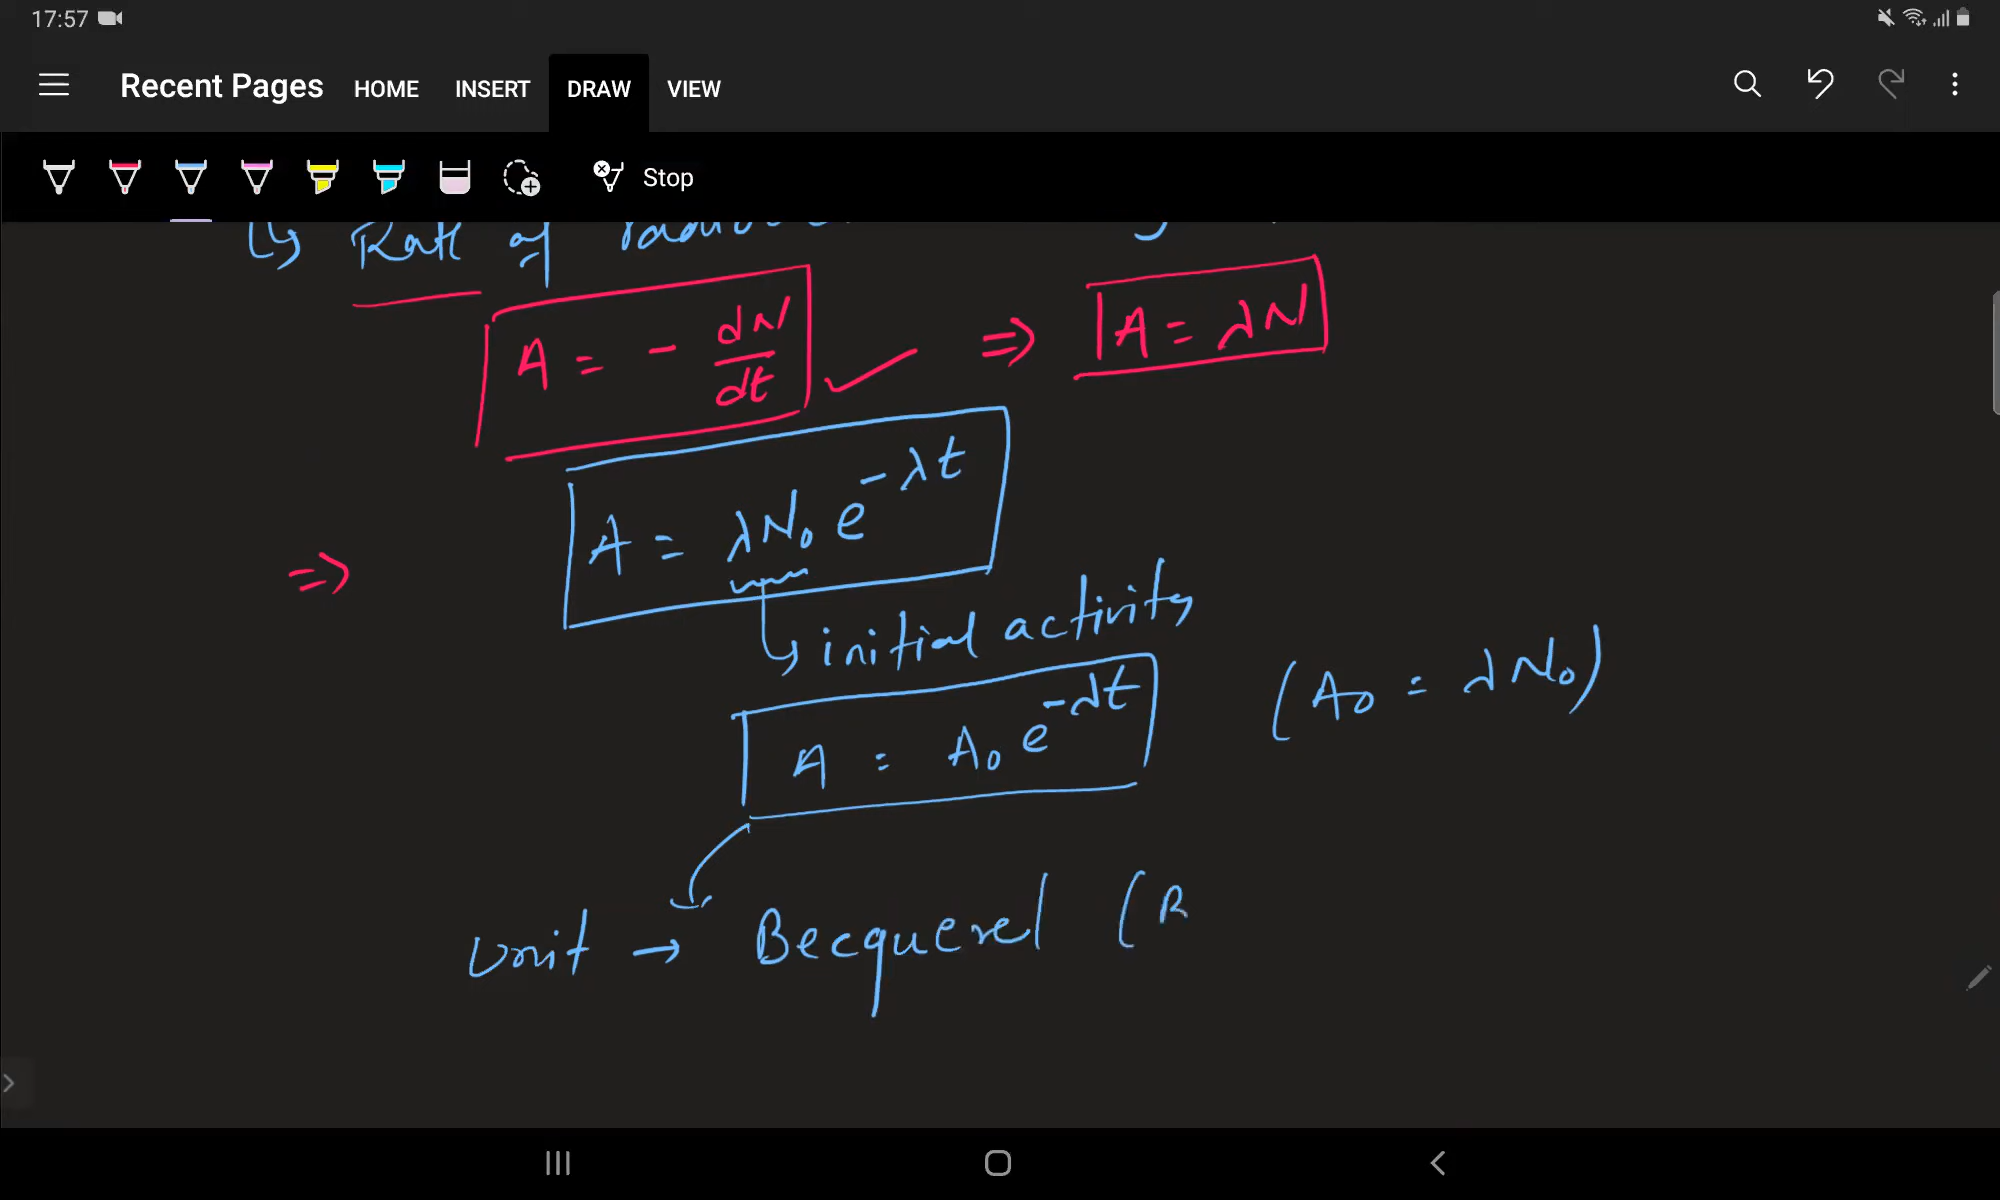 17:57
Recent Pages HOME INSERT DRAW VIEW
Stop
↳ Rate of
A = - dN/dt ✓ ⇒ A = λN
⇒ A = λN₀ e^-λt
↳ initial activity
A = A₀ e^-λt (A₀ = λN₀)
Unit → Becquerel (B